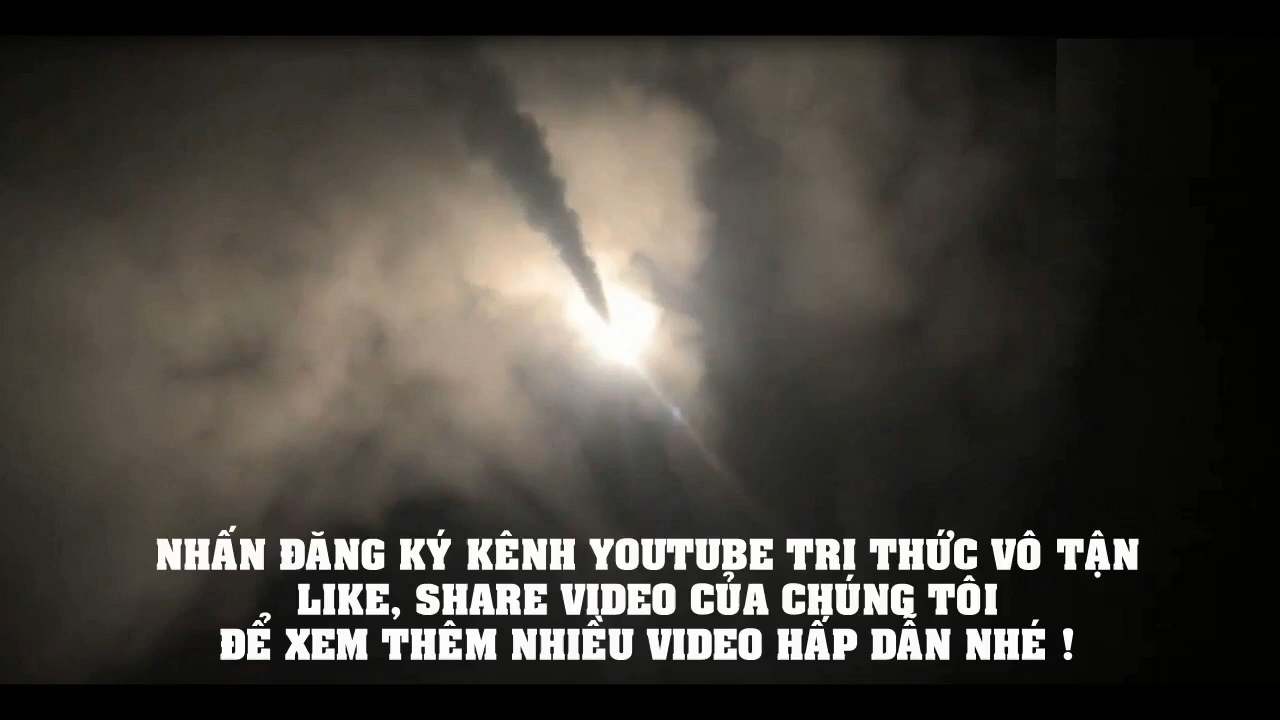 NHẤN ĐĂNG KÝ KÊNH YOUTUBE TRI THỨC VÔ TẬN
LIKE, SHARE VIDEO CỦA CHÚNG TÔI
ĐỂ XEM THÊM NHIỀU VIDEO HẤP DẪN NHÉ !